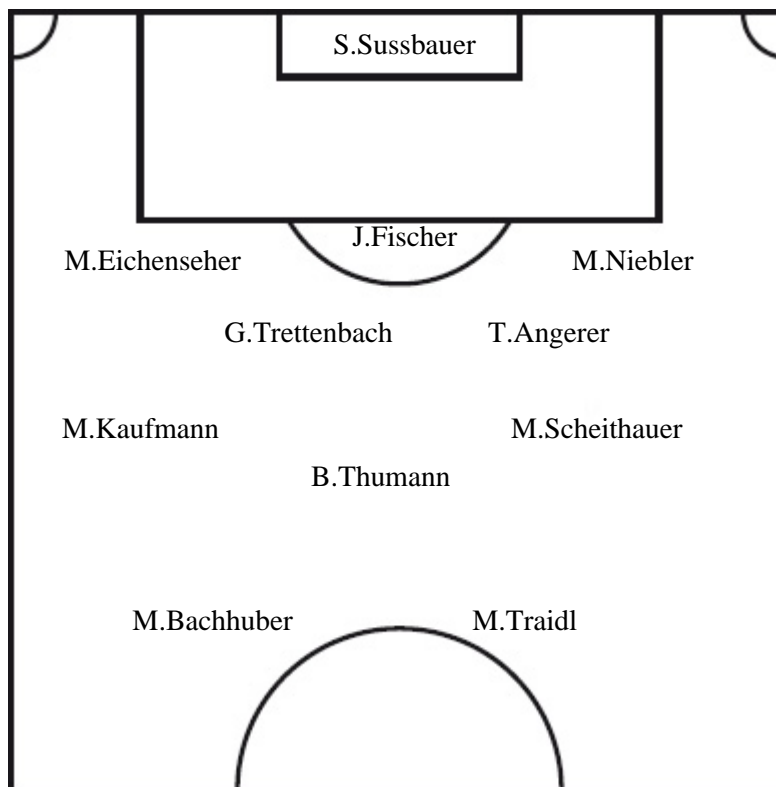 S.Sussbauer
J.Fischer
M.Eichenseher
M.Niebler
G.Trettenbach
T.Angerer
M.Kaufmann
M.Scheithauer
B.Thumann
M.Bachhuber
M.Traidl